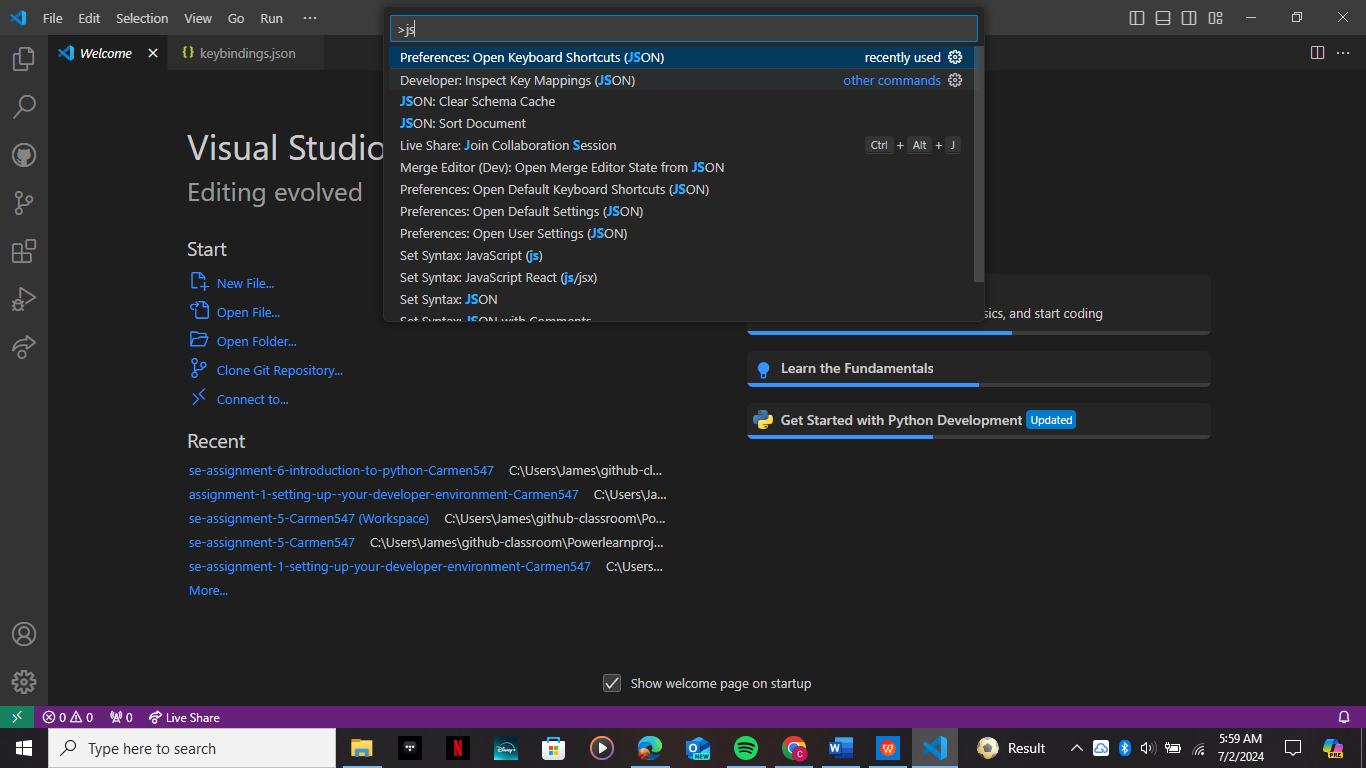 File Edit Selection View Go Run ···
>js
Welcome
keybindings.json
Preferences: Open Keyboard Shortcuts (JSON) recently used
Developer: Inspect Key Mappings (JSON) other commands
JSON: Clear Schema Cache
JSON: Sort Document
Live Share: Join Collaboration Session Ctrl + Alt + J
Merge Editor (Dev): Open Merge Editor State from JSON
Preferences: Open Default Keyboard Shortcuts (JSON)
Preferences: Open Default Settings (JSON)
Preferences: Open User Settings (JSON)
Set Syntax: JavaScript (js)
Set Syntax: JavaScript React (js/jsx)
Set Syntax: JSON
Set Syntax: JSON with Comments
Visual Studio
Editing evolved
Start
New File...
Open File...
Open Folder...
Clone Git Repository...
Connect to...
Recent
se-assignment-6-introduction-to-python-Carmen547 C:\Users\James\github-cl...
assignment-1-setting-up--your-developer-environment-Carmen547 C:\Users\Ja...
se-assignment-5-Carmen547 (Workspace) C:\Users\James\github-classroom\Po...
se-assignment-5-Carmen547 C:\Users\James\github-classroom\Powerlearnproj...
se-assignment-1-setting-up-your-developer-environment-Carmen547 C:\Users...
More...
sics, and start coding
Learn the Fundamentals
Get Started with Python Development Updated
Show welcome page on startup
0 0 0 Live Share
Type here to search
Result
5:59 AM
7/2/2024